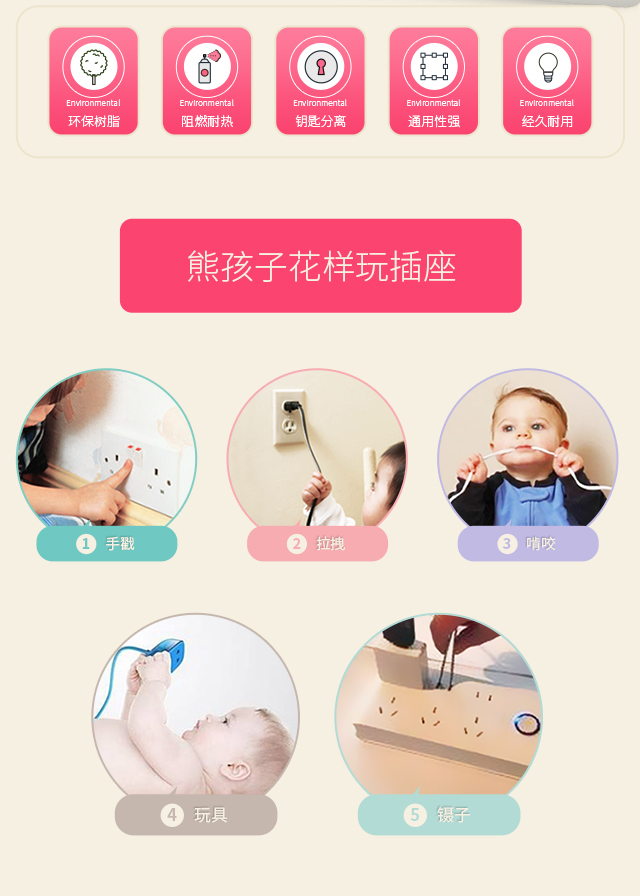 Environmental
环保树脂
Environmental
阻燃耐热
Environmental
钥匙分离
Environmental
通用性强
Environmental
经久耐用
熊孩子花样玩插座
1 手戳
2 拉拽
3 啃咬
4 玩具
5 镊子